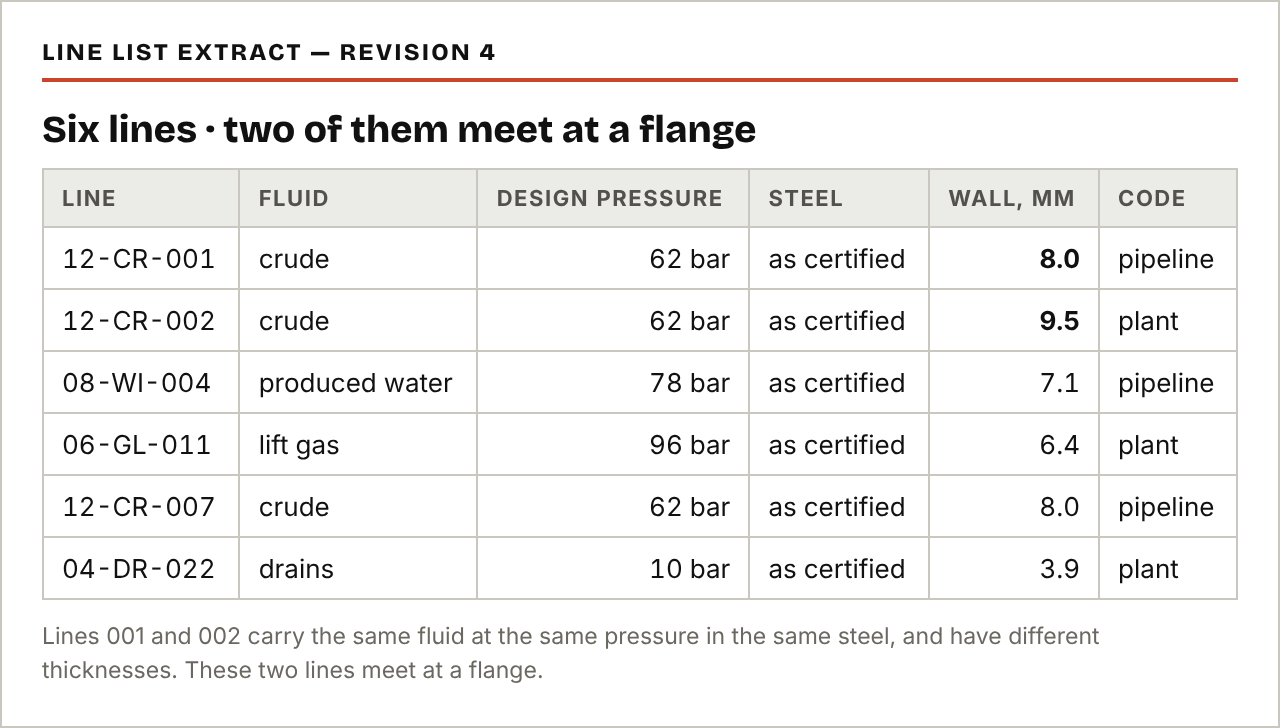 LINE LIST EXTRACT — REVISION 4
Six lines · two of them meet at a flange
LINE FLUID DESIGN PRESSURE STEEL WALL, MM CODE
12-CR-001 crude 62 bar as certified 8.0 pipeline
12-CR-002 crude 62 bar as certified 9.5 plant
08-WI-004 produced water 78 bar as certified 7.1 pipeline
06-GL-011 lift gas 96 bar as certified 6.4 plant
12-CR-007 crude 62 bar as certified 8.0 pipeline
04-DR-022 drains 10 bar as certified 3.9 plant
Lines 001 and 002 carry the same fluid at the same pressure in the same steel, and have different
thicknesses. These two lines meet at a flange.